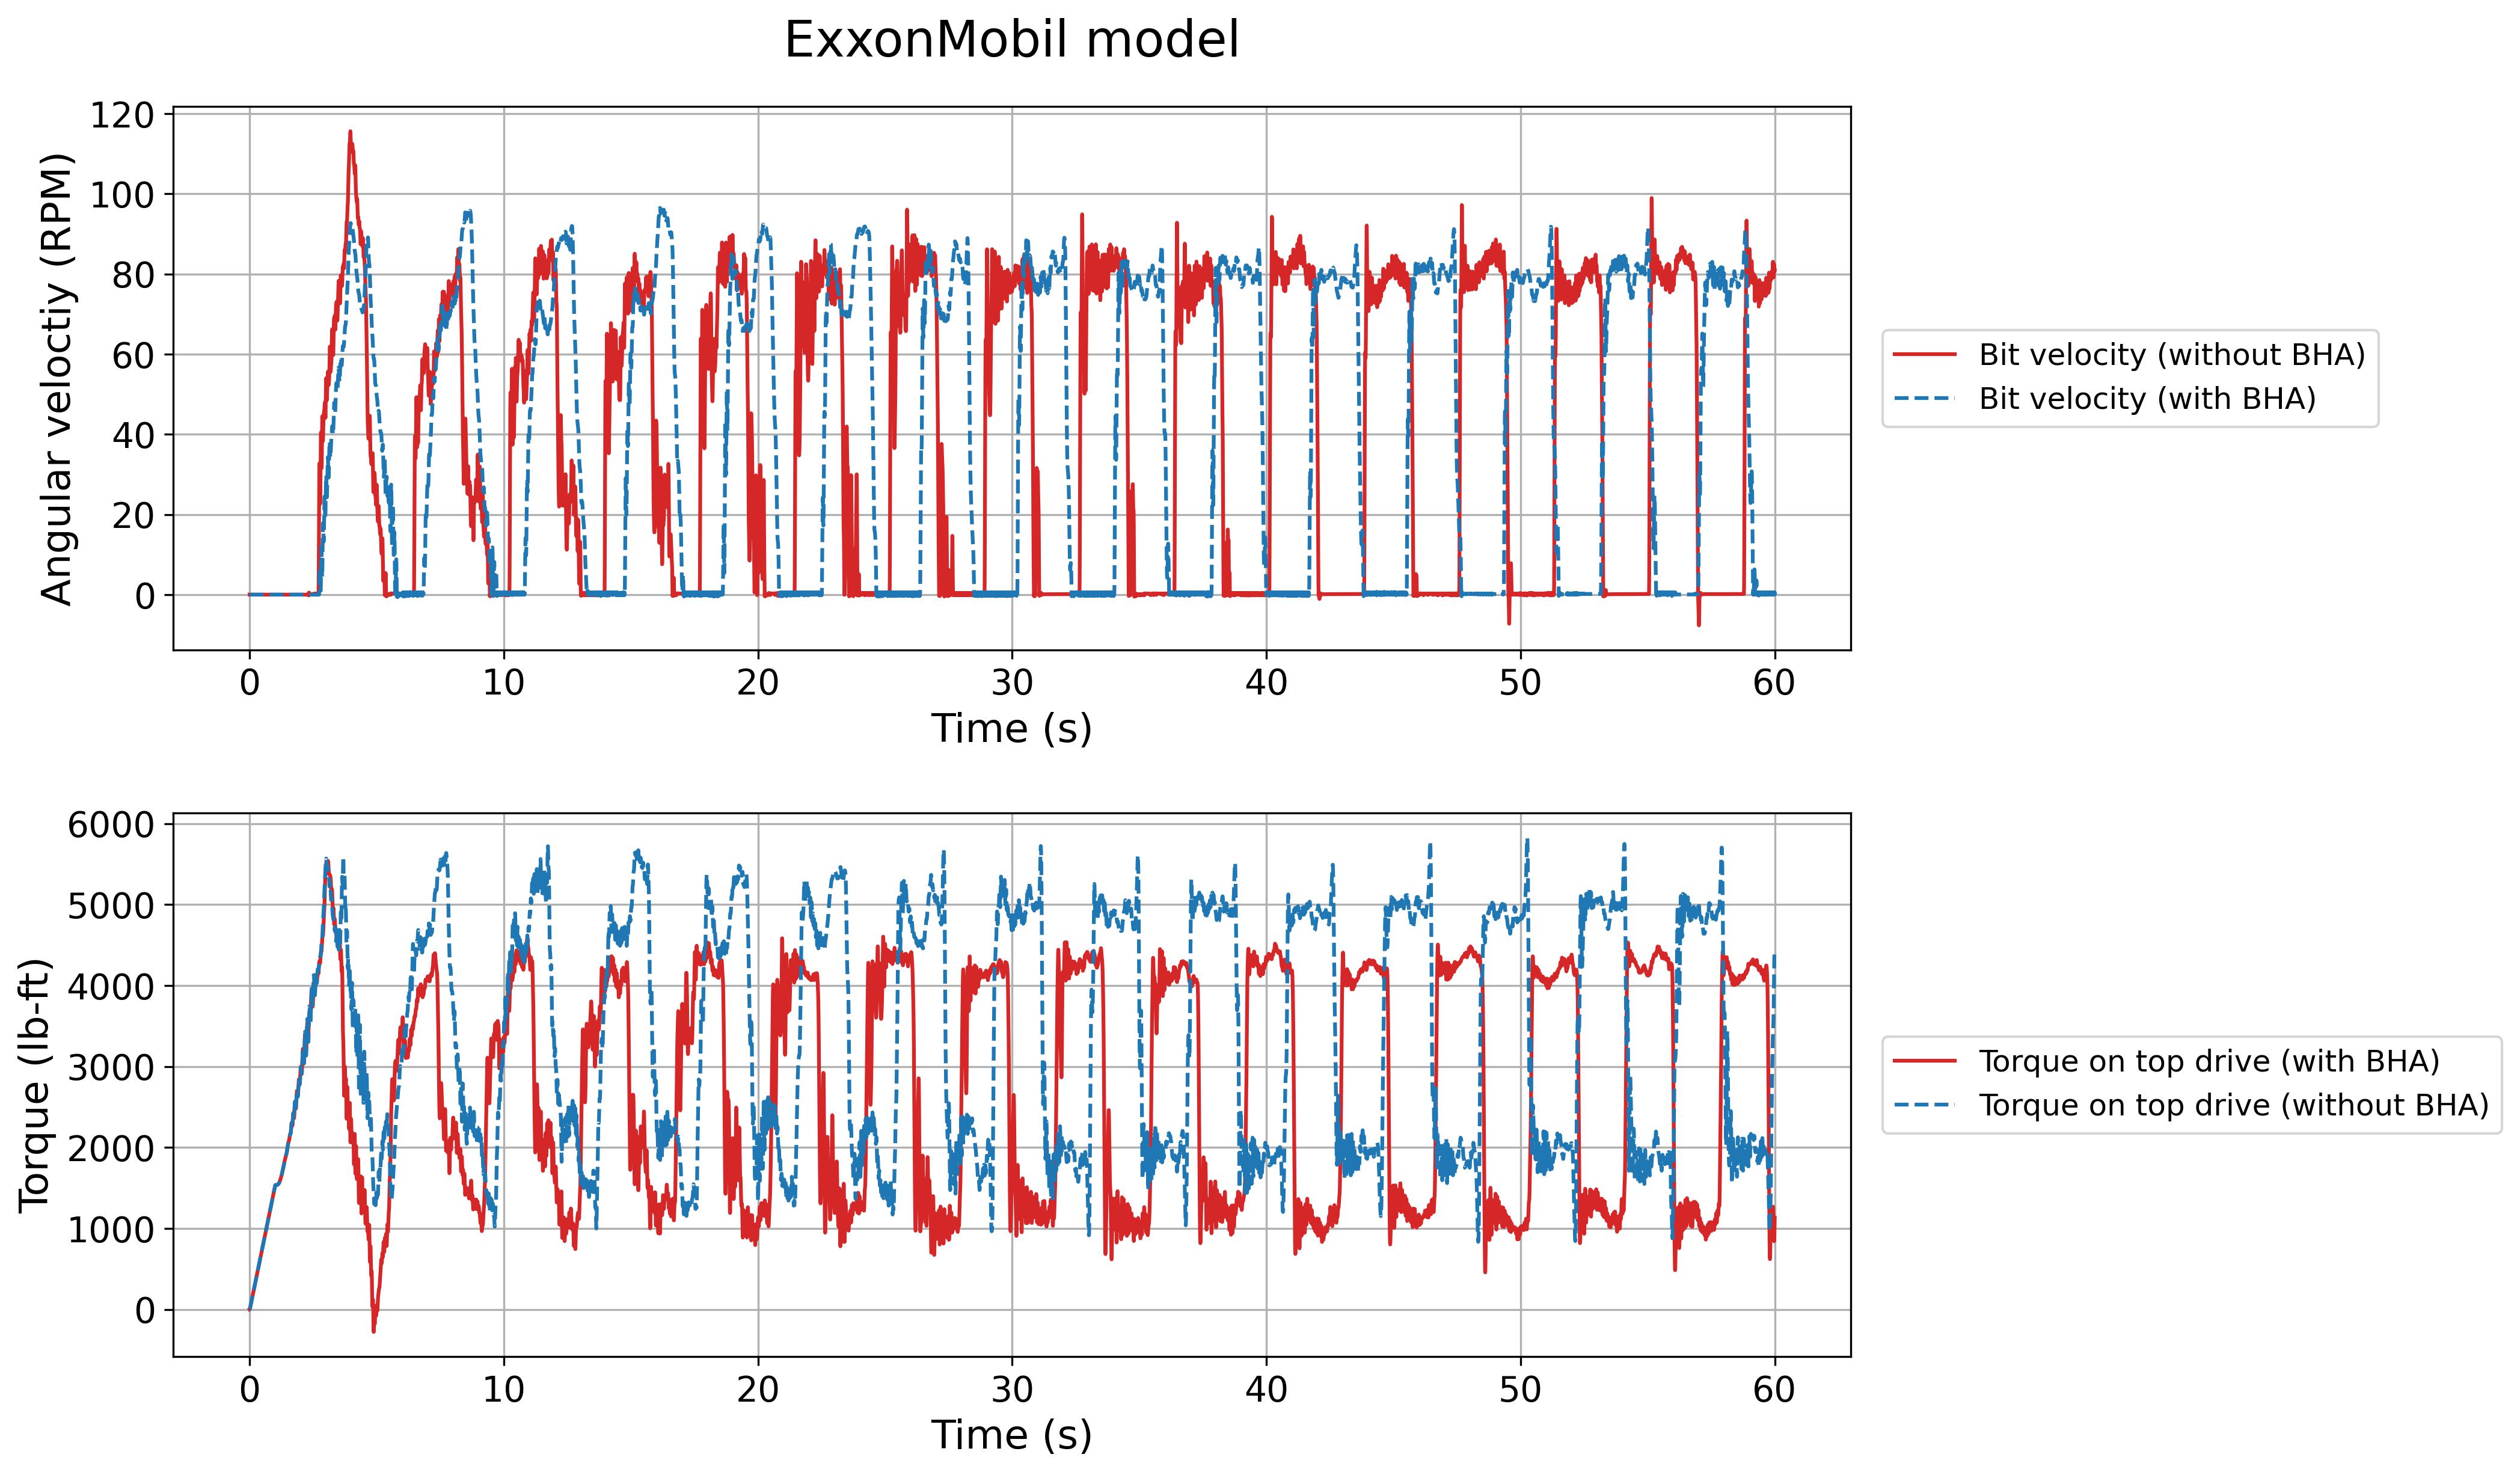 ExxonMobil model
120
100
80
60
40
20
0
Angular veloctiy (RPM)
0 10 20 30 40 50 60
Time (s)
Bit velocity (without BHA)
Bit velocity (with BHA)
6000
5000
4000
3000
2000
1000
0
Torque (lb-ft)
0 10 20 30 40 50 60
Time (s)
Torque on top drive (with BHA)
Torque on top drive (without BHA)